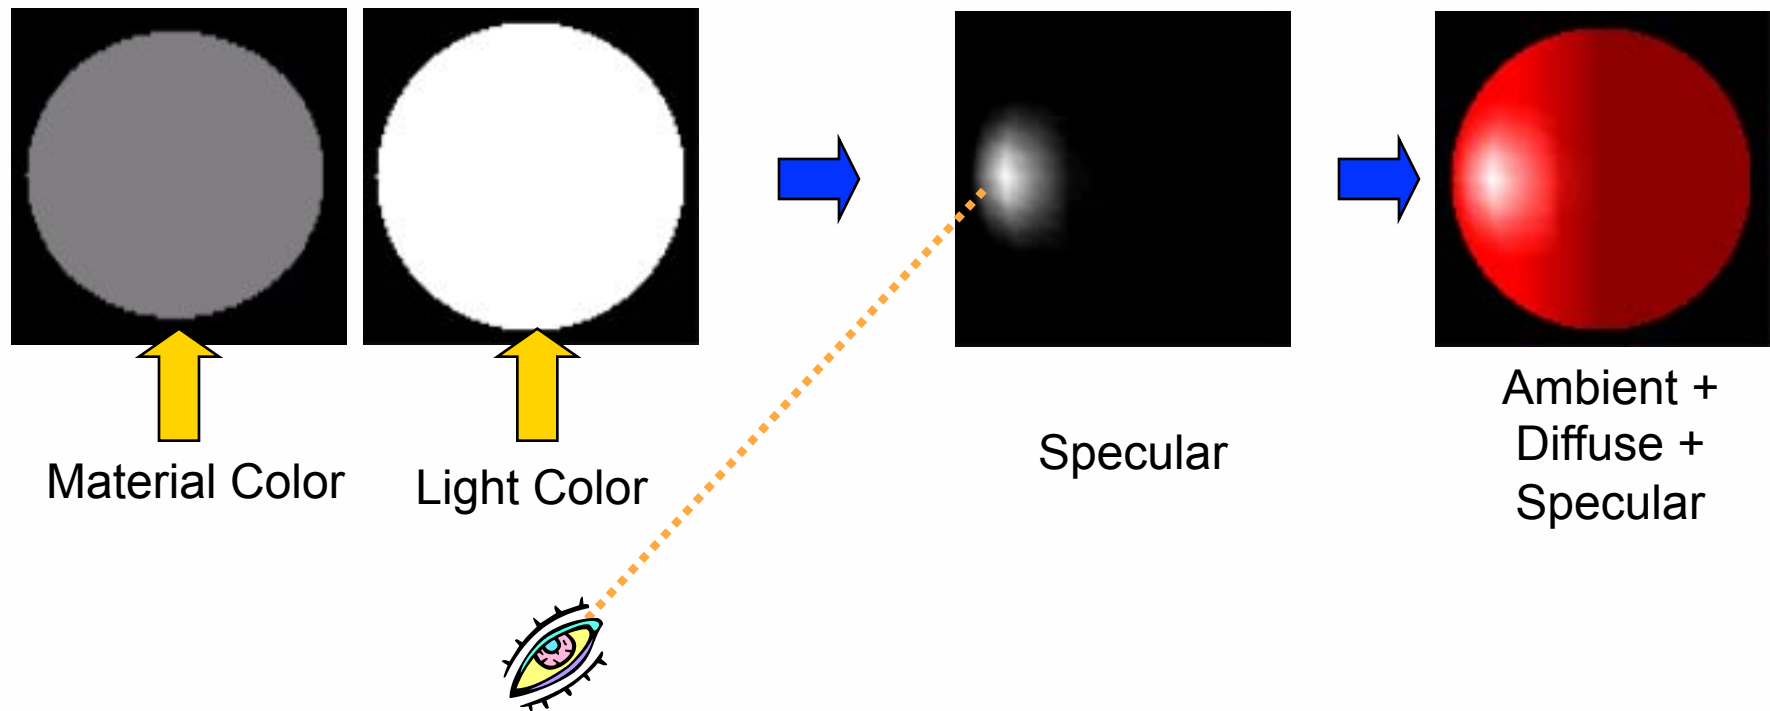 Material Color
Light Color
Specular
Ambient +
Diffuse +
Specular